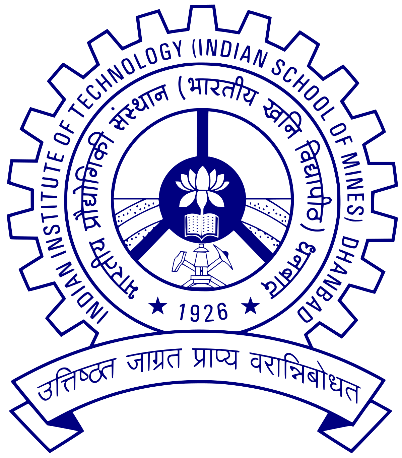 INDIAN INSTITUTE OF TECHNOLOGY (INDIAN SCHOOL OF MINES) DHANBAD
भारतीय प्रौद्योगिकी संस्थान (भारतीय खनि विद्यापीठ) धनबाद
★ 1926 ★
उत्तिष्ठत जाग्रत प्राप्य वरान्निबोधत